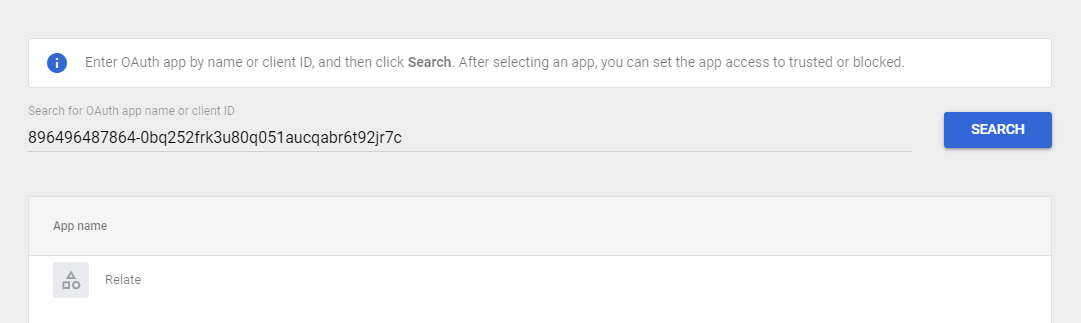 Enter OAuth app by name or client ID, and then click Search. After selecting an app, you can set the app access to trusted or blocked.
Search for OAuth app name or client ID
896496487864-0bq252frk3u80q051aucqabr6t92jr7c
SEARCH
App name
Relate